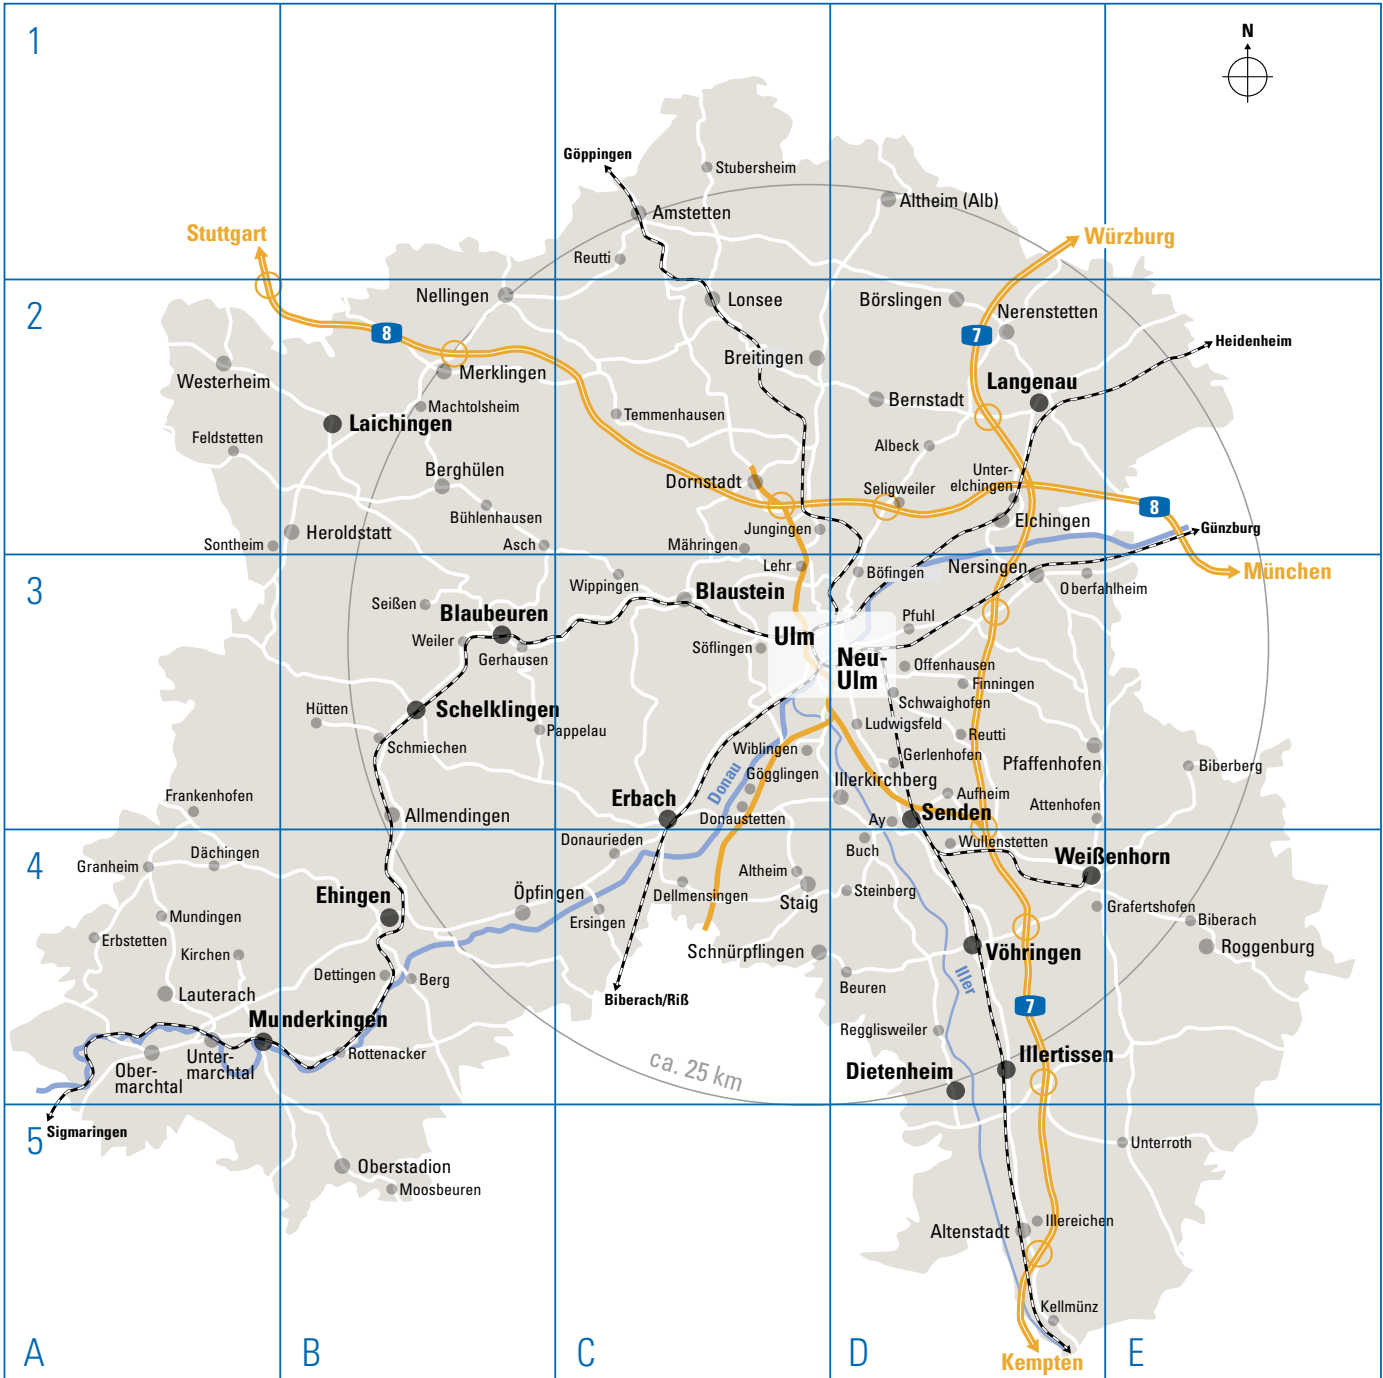 1
N
Göppingen
Stubersheim
Altheim (Alb)
Amstetten
Stuttgart
Würzburg
Reutti
2
Nellingen
Lonsee
Börslingen
Nerenstetten
8
7
Heidenheim
Breitingen
Westerheim
Merklingen
Langenau
Bernstadt
Machtolsheim
Temmenhausen
Laichingen
Feldstetten
Albeck
Berghülen
Unter-
elchingen
Dornstadt
Seligweiler
8
Bühlenhausen
Elchingen
Jungingen
Günzburg
Heroldstatt
Sontheim
Asch
Mähringen
3
Lehr
Böfingen
Nersingen
München
Wippingen
Oberfahlheim
Blaustein
Seißen
Blaubeuren
Pfuhl
Weiler
Ulm
Söflingen
Gerhausen
Neu-
Ulm
Offenhausen
Finningen
Schwaighofen
Hütten
Schelklingen
Ludwigsfeld
Pappelau
Reutti
Schmiechen
Wiblingen
Gerlenhofen
Pfaffenhofen
Biberberg
Donau
Gögglingen
Illerkirchberg
Frankenhofen
Erbach
Aufheim
Attenhofen
Allmendingen
Donaustetten
Ay
Senden
4
Donaurieden
Buch
Wullenstetten
Dächingen
Granheim
Weißenhorn
Altheim
Ehingen
Öpfingen
Dellmensingen
Staig
Steinberg
Mundingen
Ersingen
Grafertshofen
Biberach
Erbstetten
Roggenburg
Kirchen
Schnürpflingen
Vöhringen
Dettingen
Berg
Beuren
Iller
Lauterach
Biberach/Riß
7
Munderkingen
Regglisweiler
Ober-
marchtal
Unter-
marchtal
Rottenacker
ca. 25 km
Illertissen
Dietenheim
5
Sigmaringen
Unterroth
Oberstadion
Moosbeuren
Illereichen
Altenstadt
Kellmünz
A
B
C
D
E
Kempten